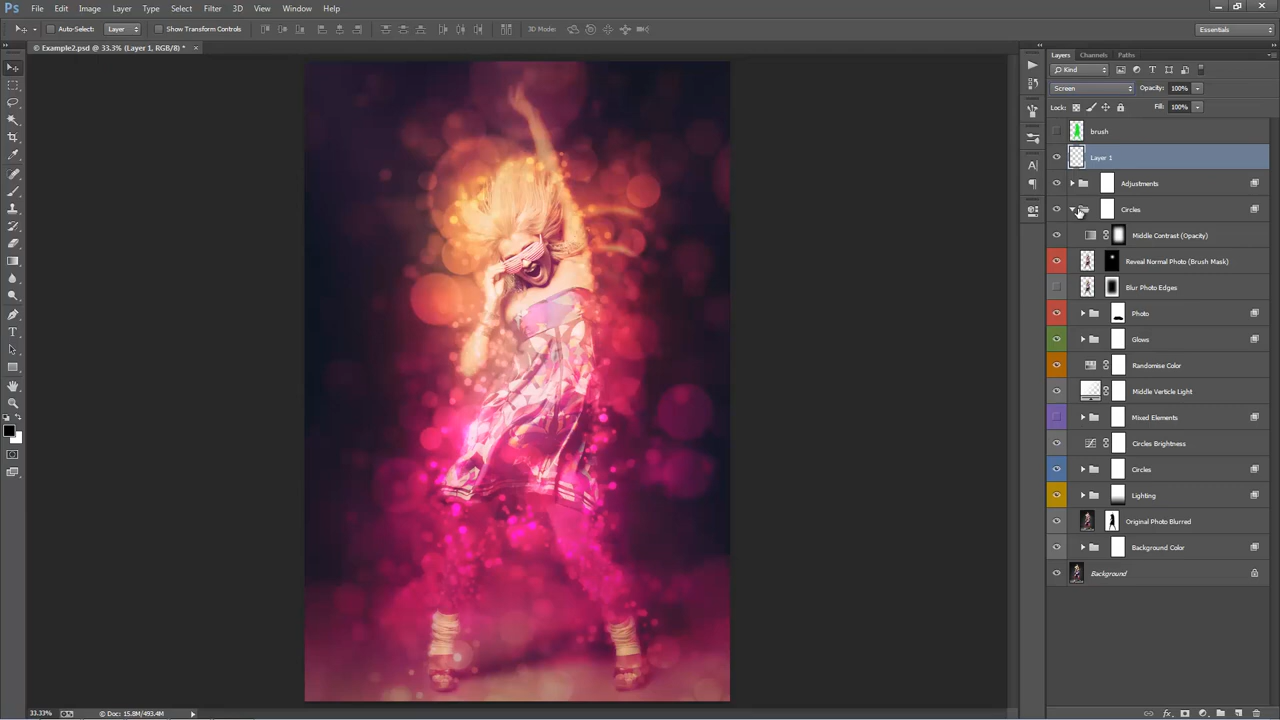 Ps File Edit Image Layer Type Select Filter 3D View Window Help
Auto-Select: Layer Show Transform Controls 3D Mode: Essentials
© Example2.psd @ 33.3% (Layer 1, RGB/8) * ×
Layers Channels Paths
Kind
Screen Opacity: 100%
Lock: Fill: 100%
brush
Layer 1
Adjustments
Circles
Middle Contrast (Opacity)
Reveal Normal Photo (Brush Mask)
Blur Photo Edges
Photo
Glows
Randomise Color
Middle Verticle Light
Mixed Elements
Circles Brightness
Circles
Lighting
Original Photo Blurred
Background Color
Background
33.33% © Doc: 15.8M/493.4M
fx